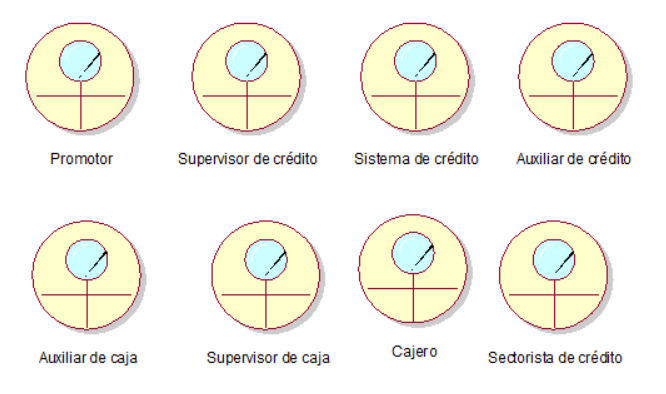 Promotor
Supervisor de crédito
Sistema de crédito
Auxiliar de crédito
Auxiliar de caja
Supervisor de caja
Cajero
Sectorista de crédito